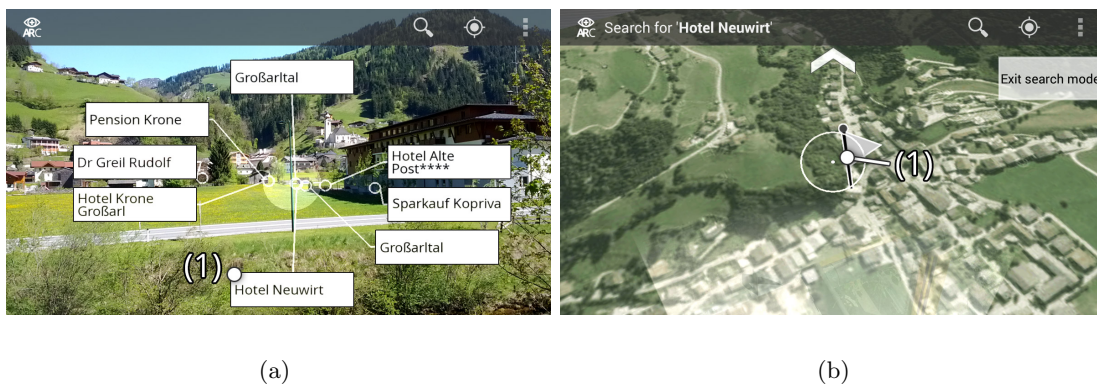 ARC
Großarltal
Pension Krone
Dr Greil Rudolf
Hotel Alte
Post****
Hotel Krone
Großarl
Sparkauf Kopriva
Großarltal
(1)
Hotel Neuwirt
(a)
ARC
Search for 'Hotel Neuwirt'
Exit search mode
(1)
(b)